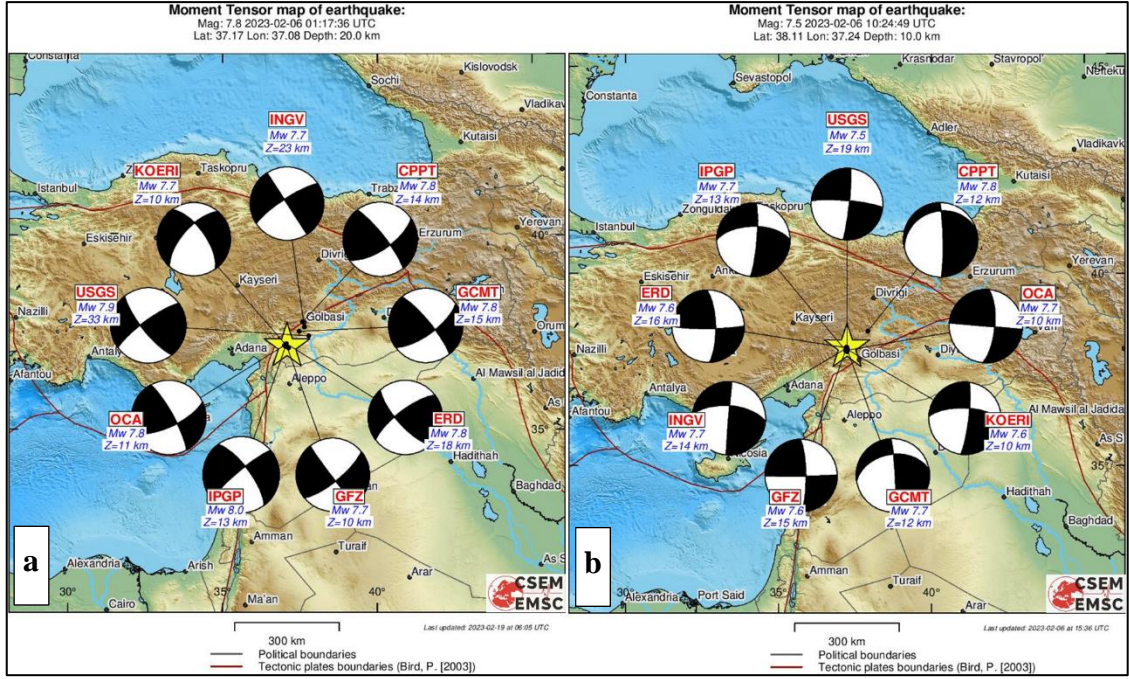 Moment Tensor map of earthquake:
Mag: 7.8 2023-02-06 01:17:36 UTC
Lat: 37.17 Lon: 37.08 Depth: 20.0 km
Constanta
Kislovodsk
Sochi
Vladikav
INGV
Mw 7.7
Z=23 km
Kutaisi
KOERI
Mw 7.7
Z=10 km
Taskopru
CPPT
Mw 7.8
Z=14 km
Istanbul
Trabz
Yerevan
Eskisehir
Erzurum
40°
Divrig
Kayseri
USGS
Mw 7.9
Z=33 km
GCMT
Mw 7.8
Z=15 km
Nazilli
Golbasi
Orum
Antaly
Adana
Afantou
Aleppo
Al Mawsil al Jadid
OCA
Mw 7.8
Z=11 km
ERD
Mw 7.8
Z=18 km
35°
Hadithah
IPGP
Mw 8.0
Z=13 km
GFZ
Mw 7.7
Z=10 km
Baghdad
Amman
Turaif
a
Alexandria
Arish
Arar
As S
30°
Cairo
Ma'an
40°
CSEM
EMSC
Last updated: 2023-02-19 at 06:05 UTC
300 km
Political boundaries
Tectonic plates boundaries (Bird, P. [2003])
Moment Tensor map of earthquake:
Mag: 7.5 2023-02-06 10:24:49 UTC
Lat: 38.11 Lon: 37.24 Depth: 10.0 km
Krasnodar
Stavropol'
45°
Sevastopol
Nefteku
Constanta
USGS
Mw 7.5
Z=19 km
Adler
Vladikavka
Kutaisi
IPGP
Mw 7.7
Z=13 km
CPPT
Mw 7.8
Z=12 km
Zonguldak
Taskopru
Istanbul
Yerevan
Eskisehir
Ank
Erzurum
40°
ERD
Mw 7.6
Z=16 km
Divrigi
OCA
Mw 7.7
Z=10 km
Kayseri
Van
Nazilli
Golbasi
Diy
Antalya
Adana
Afantou
INGV
Mw 7.7
Z=14 km
Aleppo
KOERI
Mw 7.6
Z=10 km
Al Mawsil al Jadida
As S
Nicosia
35°
GFZ
Mw 7.6
Z=15 km
GCMT
Mw 7.7
Z=12 km
Hadithah
Baghdad
Amman
b
Turaif
Alexandria
Port Said
35°
40°
Arar
CSEM
EMSC
Last updated: 2023-02-06 at 15:36 UTC
300 km
Political boundaries
Tectonic plates boundaries (Bird, P. [2003])